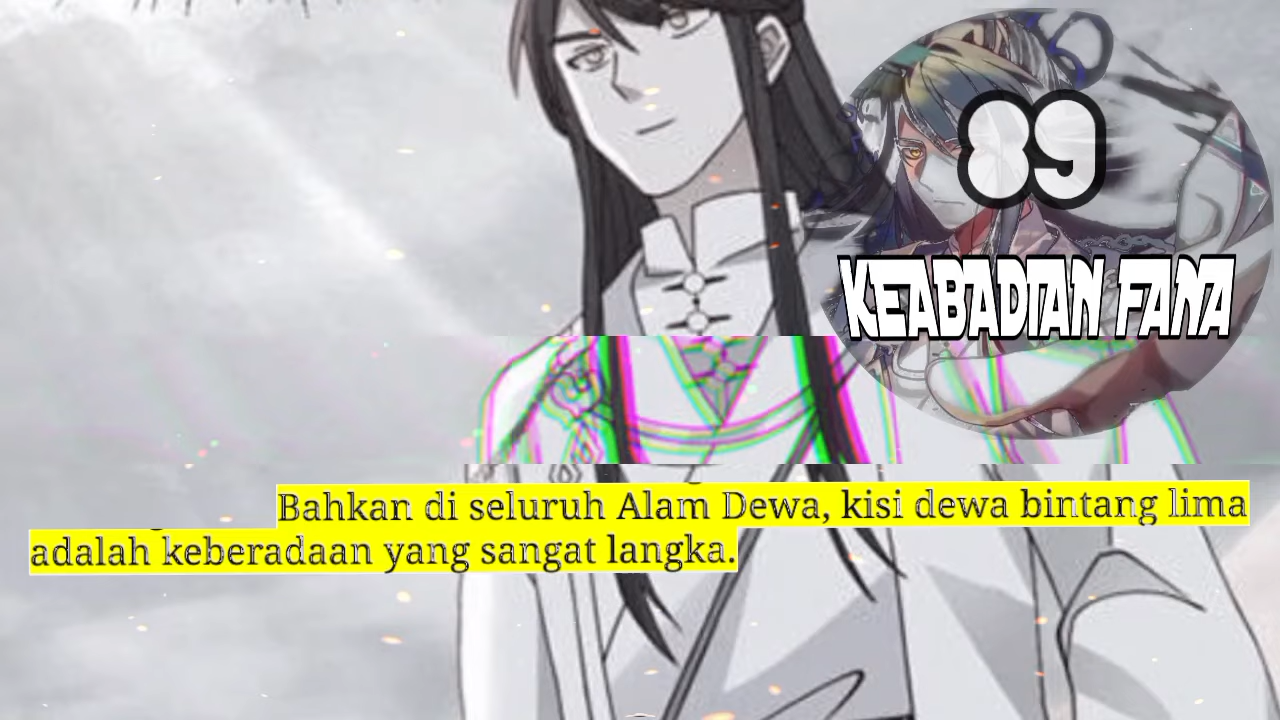 89
KEABADIAN FANA
Bahkan di seluruh Alam Dewa, kisi dewa bintang lima
adalah keberadaan yang sangat langka.